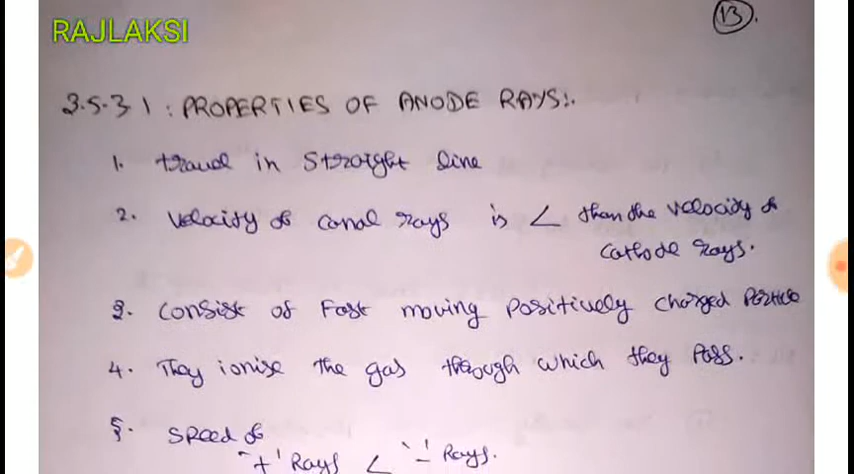 RAJLAKSI
13.
3.5.3 1 : PROPERTIES OF ANODE RAYS:.
1. travel in straight line
2. Velocity of canal rays is < than the velocity of
cathode rays.
3. Consist of Fast moving Positively charged Particle
4. They ionise the gas through which they Pass.
5. SPeed of
'+' Rays < '-' Rays.